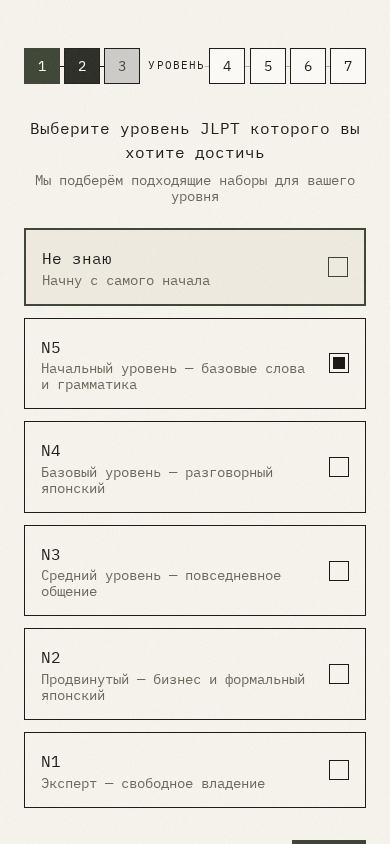 1 2 3 УРОВЕНЬ 4 5 6 7
Выберите уровень JLPT которого вы
хотите достичь
Мы подберём подходящие наборы для вашего
уровня
Не знаю
Начну с самого начала
N5
Начальный уровень — базовые слова
и грамматика
N4
Базовый уровень — разговорный
японский
N3
Средний уровень — повседневное
общение
N2
Продвинутый — бизнес и формальный
японский
N1
Эксперт — свободное владение